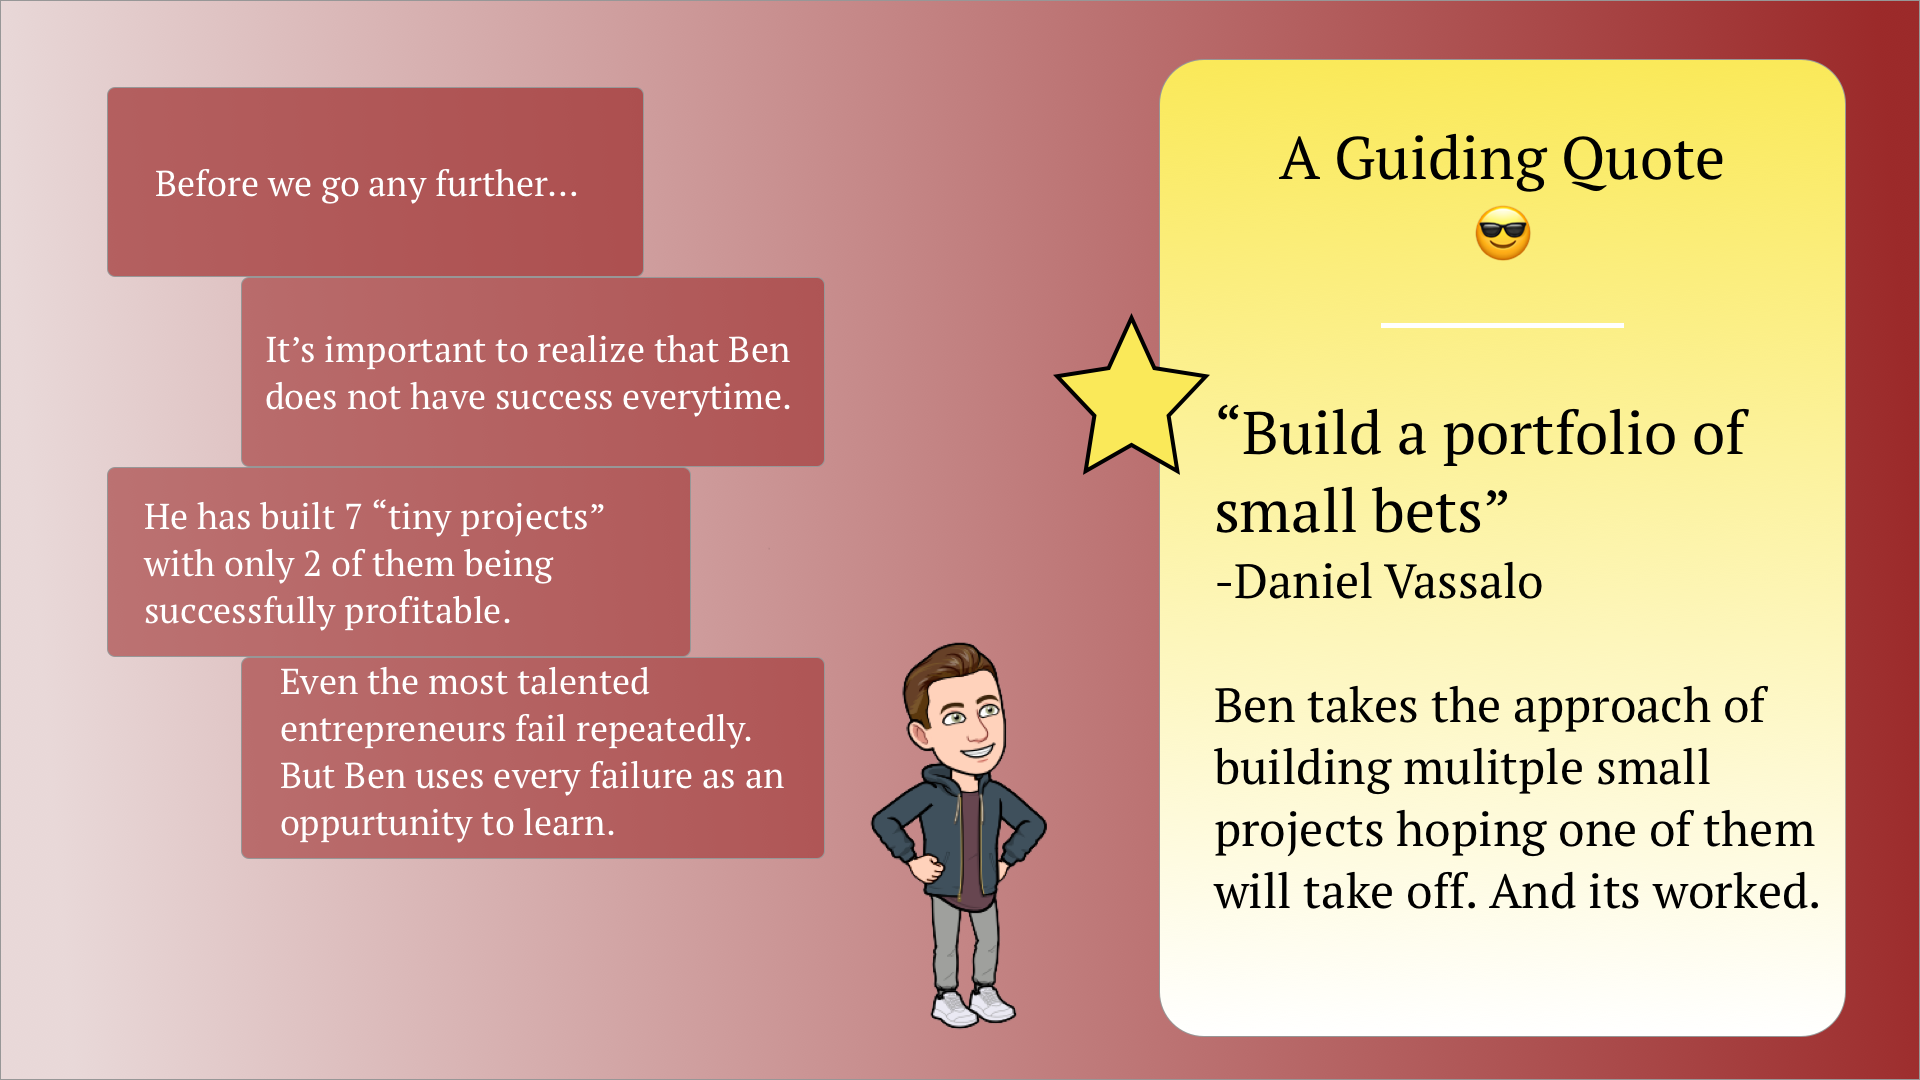 Before we go any further...
It’s important to realize that Ben
does not have success everytime.
He has built 7 “tiny projects”
with only 2 of them being
successfully profitable.
Even the most talented
entrepreneurs fail repeatedly.
But Ben uses every failure as an
oppurtunity to learn.
A Guiding Quote
😎
“Build a portfolio of
small bets”
-Daniel Vassalo
Ben takes the approach of
building mulitple small
projects hoping one of them
will take off. And its worked.